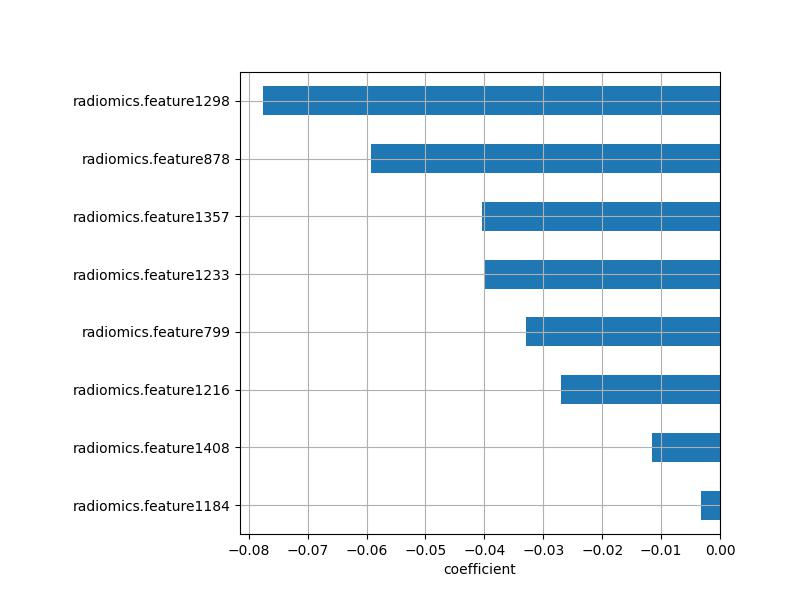 radiomics.feature1298
radiomics.feature878
radiomics.feature1357
radiomics.feature1233
radiomics.feature799
radiomics.feature1216
radiomics.feature1408
radiomics.feature1184
−0.08 −0.07 −0.06 −0.05 −0.04 −0.03 −0.02 −0.01 0.00
coefficient